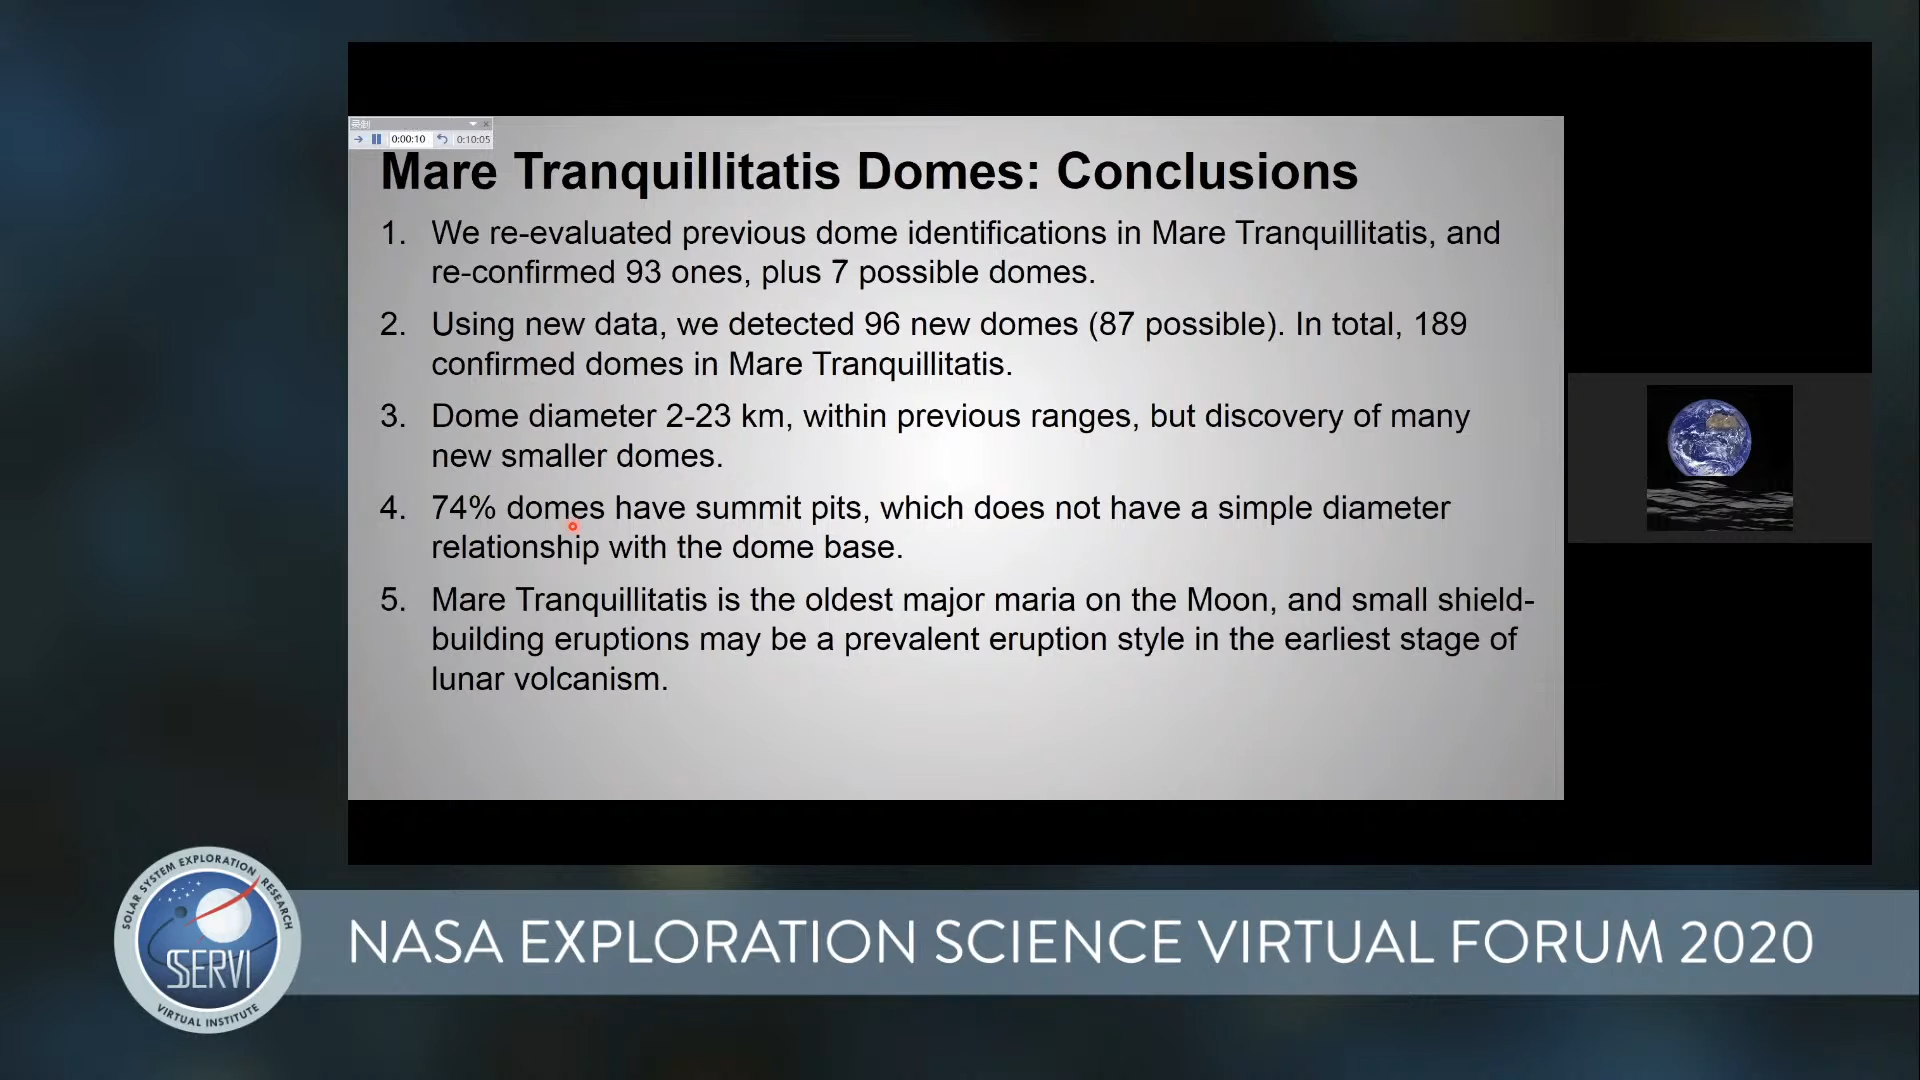 录制
0:00:10
0:10:05
Mare Tranquillitatis Domes: Conclusions
1. We re-evaluated previous dome identifications in Mare Tranquillitatis, and
re-confirmed 93 ones, plus 7 possible domes.
2. Using new data, we detected 96 new domes (87 possible). In total, 189
confirmed domes in Mare Tranquillitatis.
3. Dome diameter 2-23 km, within previous ranges, but discovery of many
new smaller domes.
4. 74% domes have summit pits, which does not have a simple diameter
relationship with the dome base.
5. Mare Tranquillitatis is the oldest major maria on the Moon, and small shield-
building eruptions may be a prevalent eruption style in the earliest stage of
lunar volcanism.
SOLAR SYSTEM EXPLORATION RESEARCH
SSERVI
VIRTUAL INSTITUTE
NASA EXPLORATION SCIENCE VIRTUAL FORUM 2020